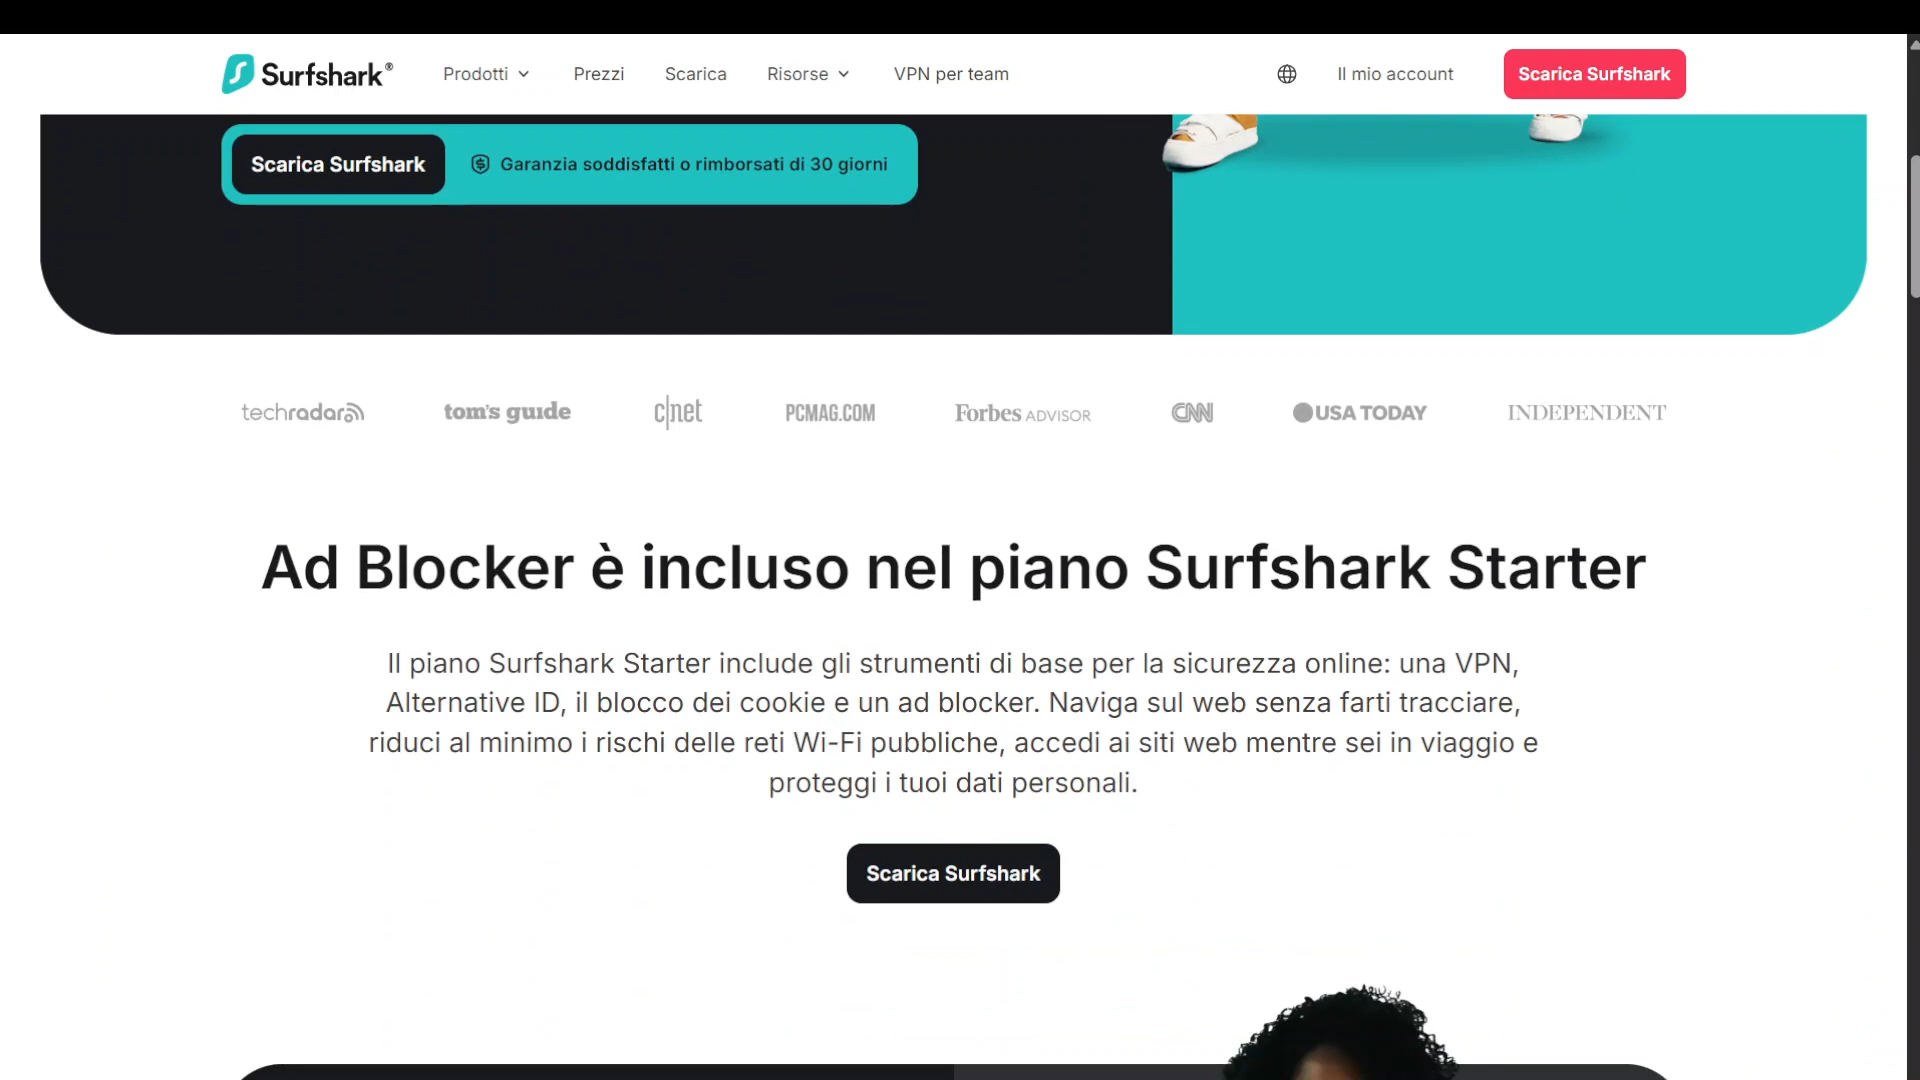 Surfshark®
Prodotti
Prezzi
Scarica
Risorse
VPN per team
Il mio account
Scarica Surfshark
Scarica Surfshark
Garanzia soddisfatti o rimborsati di 30 giorni
techradar
tom's guide
c|net
PCMAG.COM
Forbes ADVISOR
CNN
USA TODAY
INDEPENDENT
Ad Blocker è incluso nel piano Surfshark Starter
Il piano Surfshark Starter include gli strumenti di base per la sicurezza online: una VPN,
Alternative ID, il blocco dei cookie e un ad blocker. Naviga sul web senza farti tracciare,
riduci al minimo i rischi delle reti Wi-Fi pubbliche, accedi ai siti web mentre sei in viaggio e
proteggi i tuoi dati personali.
Scarica Surfshark